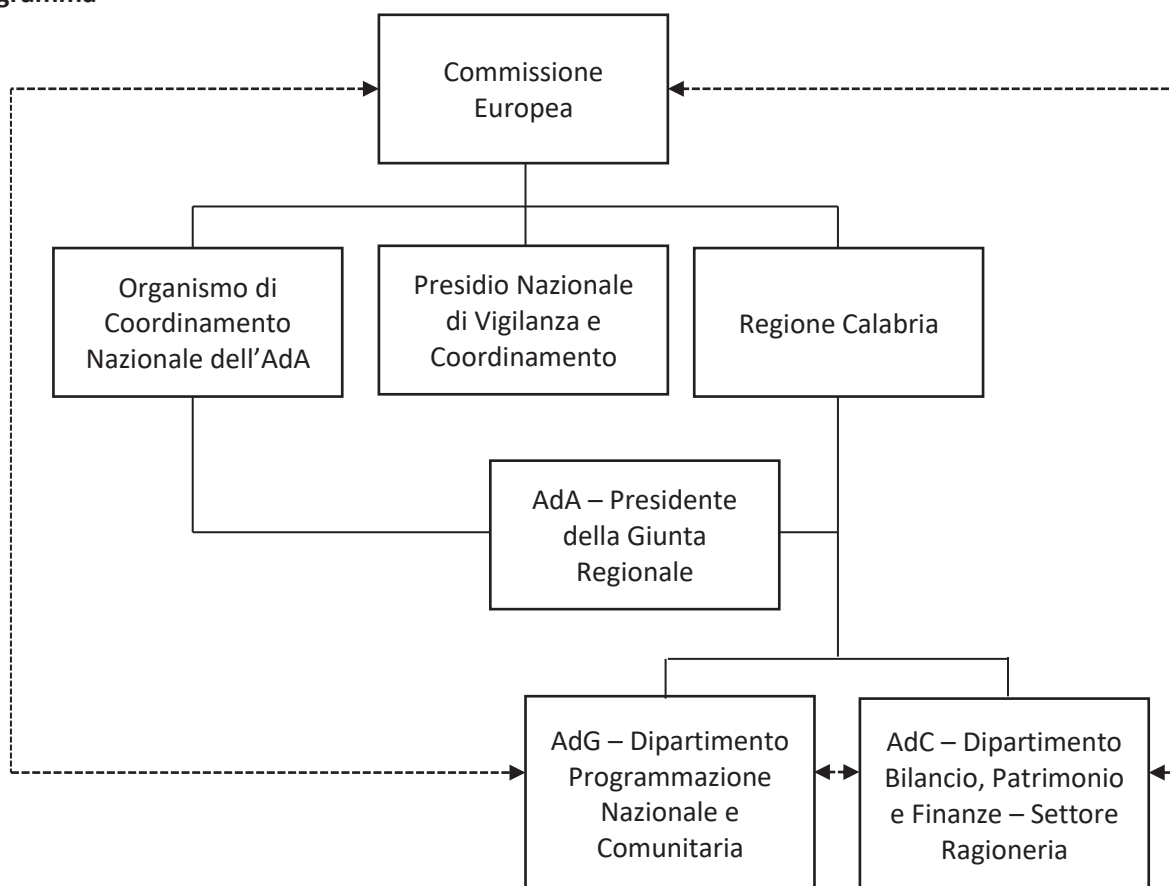 Commissione
Europea
Organismo di
Coordinamento
Nazionale dell’AdA
Presidio Nazionale
di Vigilanza e
Coordinamento
Regione Calabria
AdA – Presidente
della Giunta
Regionale
AdG – Dipartimento
Programmazione
Nazionale e
Comunitaria
AdC – Dipartimento
Bilancio, Patrimonio
e Finanze – Settore
Ragioneria